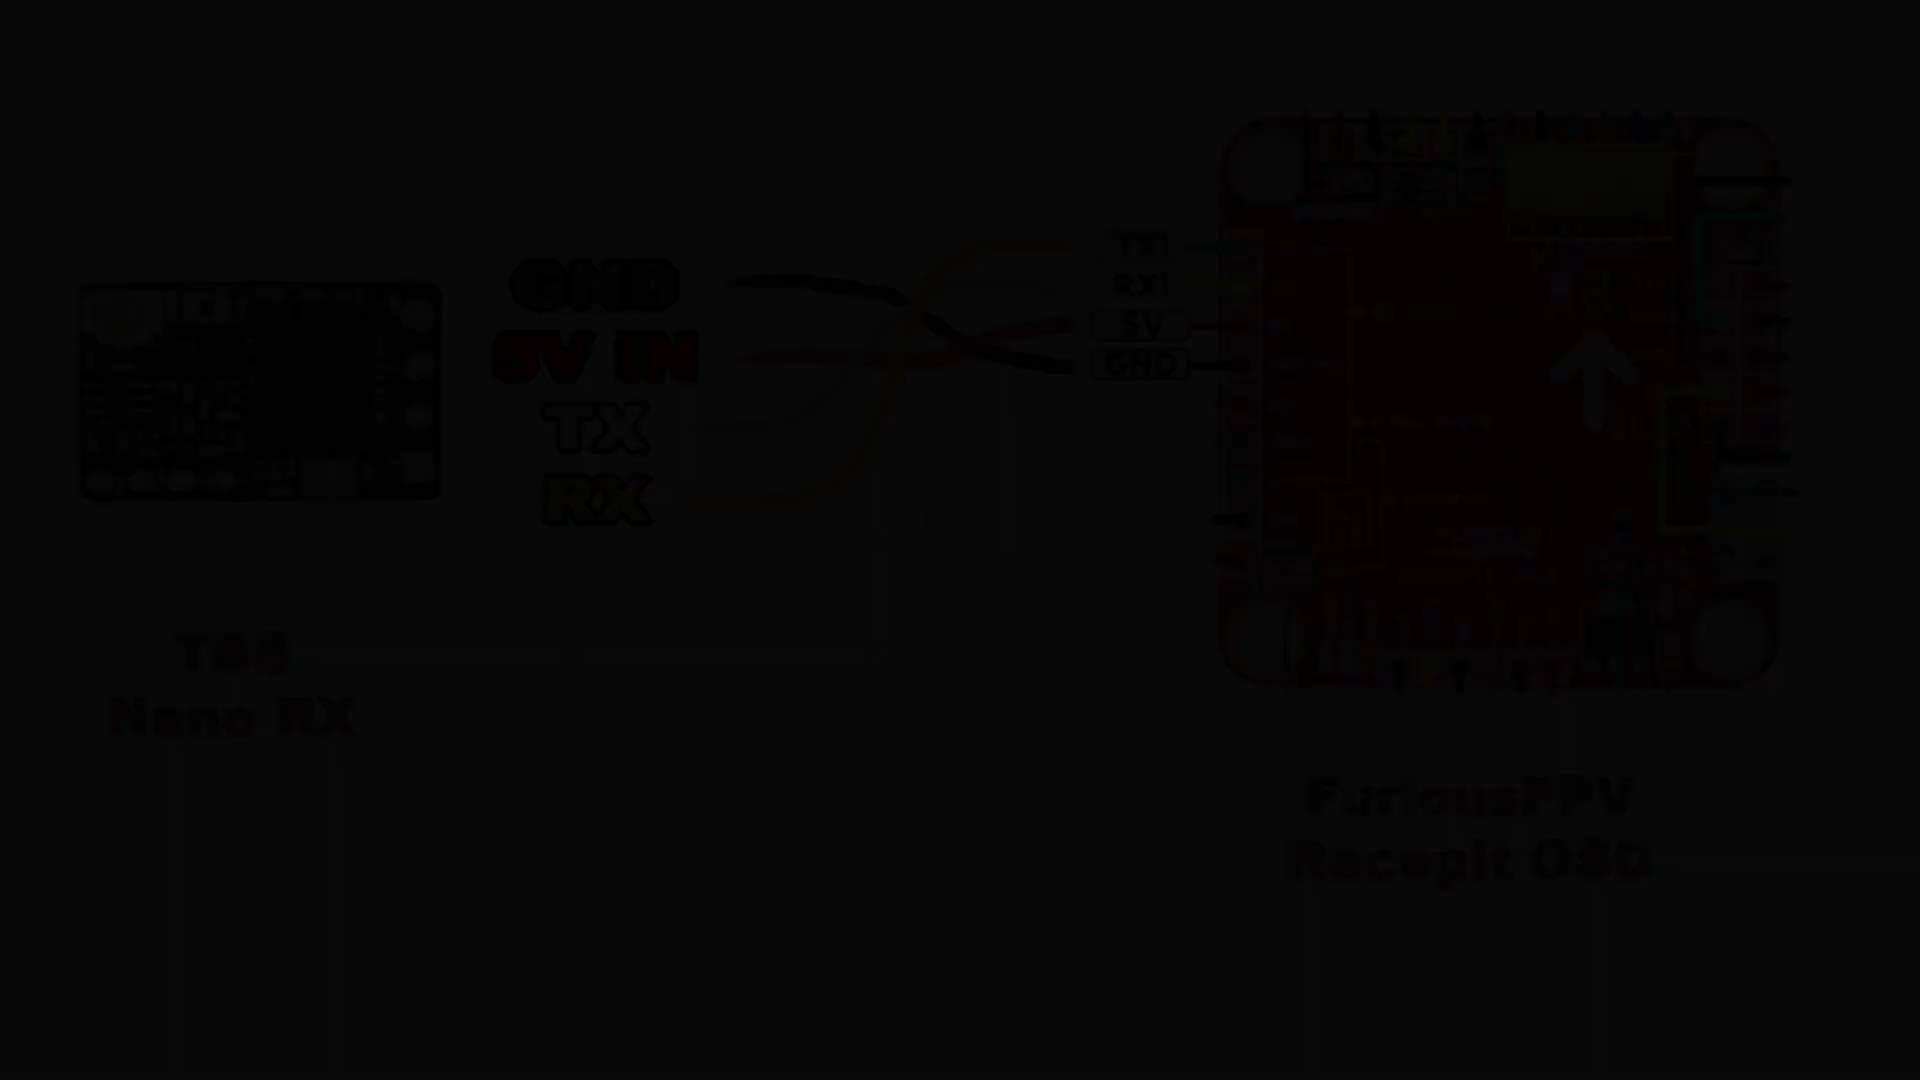 GND
5V IN
TX
RX
TX1
RX1
5V
GND
TBS
Nano RX
FuriousFPV
Racepit OSD